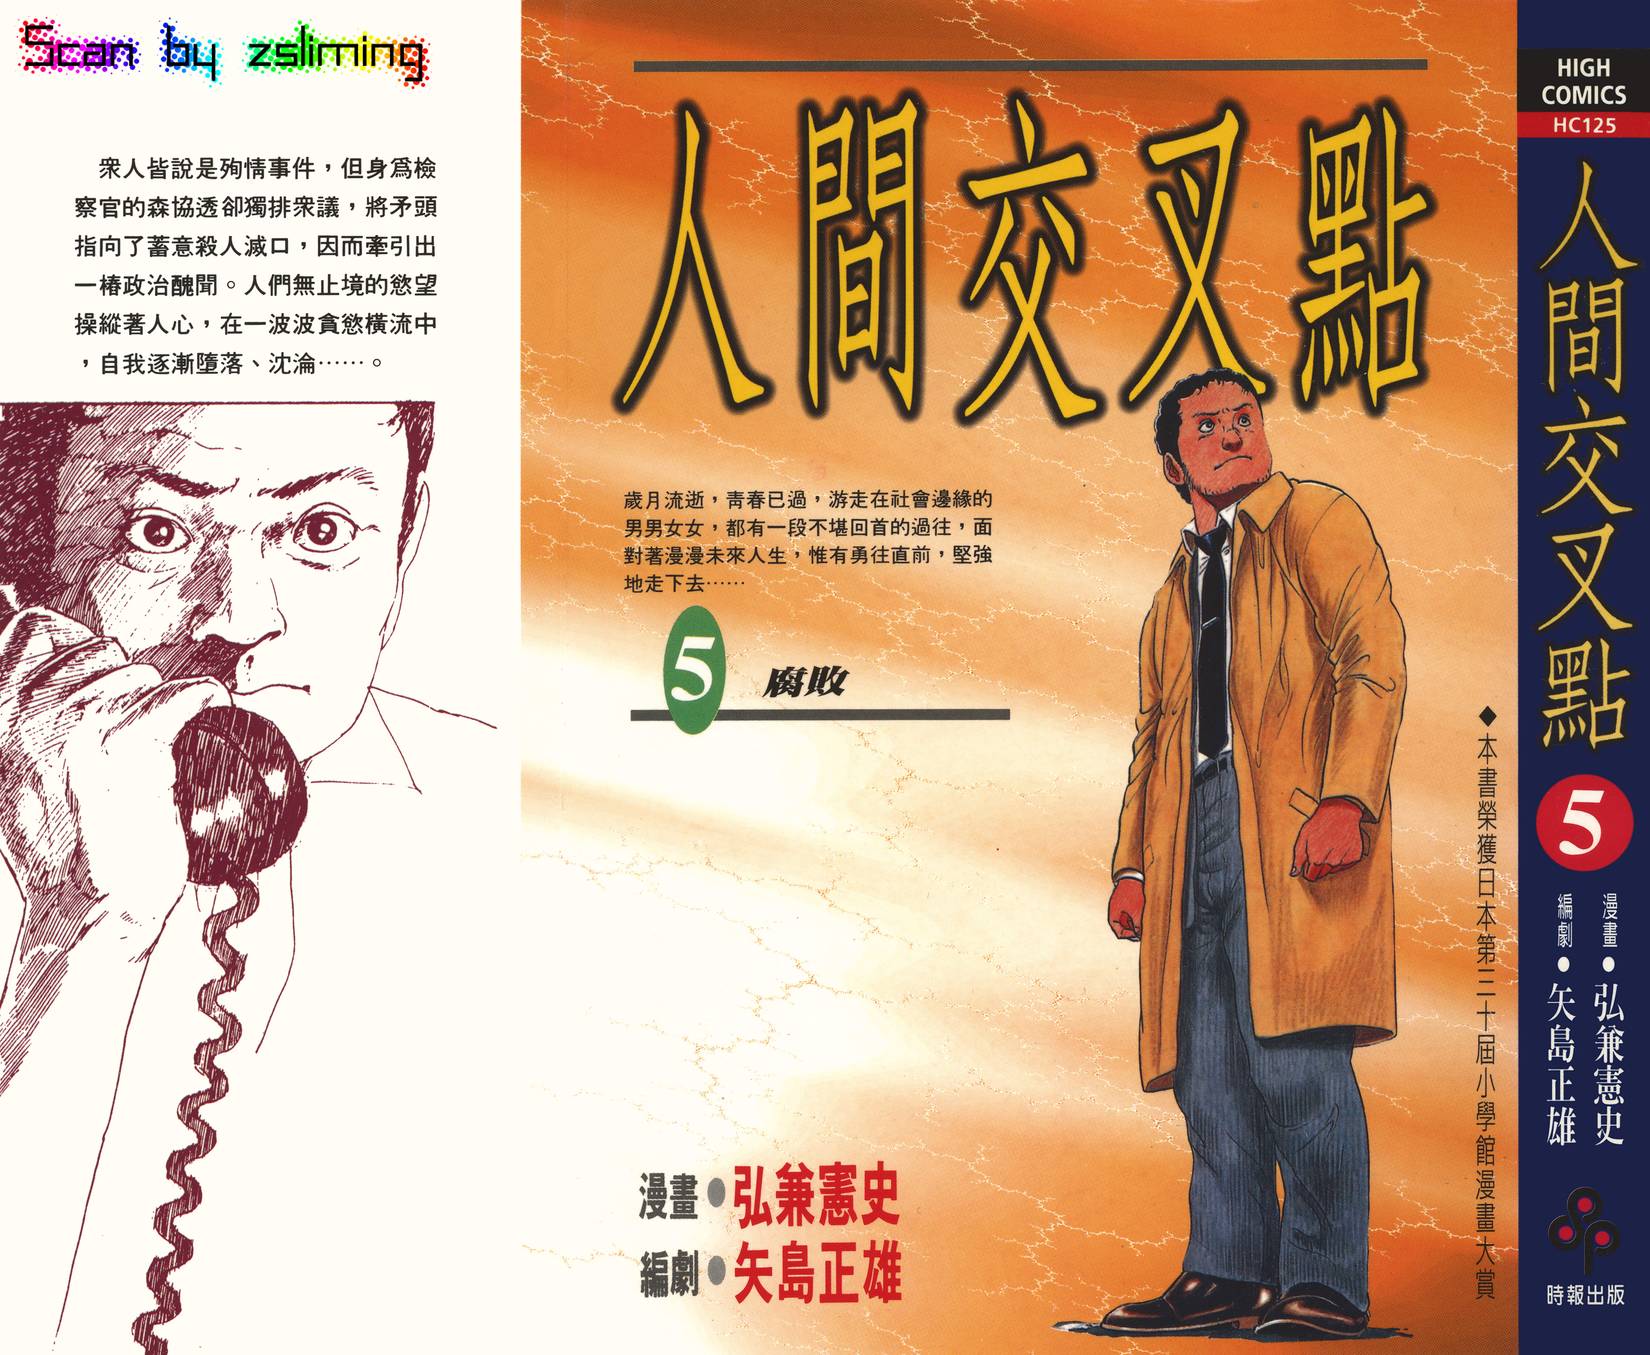 Scan by zsliming
衆人皆說是殉情事件，但身爲檢
察官的森協透卻獨排衆議，將矛頭
指向了蓄意殺人滅口，因而牽引出
一樁政治醜聞。人們無止境的慾望
操縱著人心，在一波波貪慾橫流中
，自我逐漸墮落、沈淪……。
人間交叉點
歲月流逝，靑春已過，游走在社會邊緣的
男男女女，都有一段不堪回首的過往，面
對著漫漫未來人生，惟有勇往直前，堅強
地走下去……
5 腐敗
漫畫●弘兼憲史
編劇●矢島正雄
◆本書榮獲日本第三十屆小學館漫畫大賞
HIGH
COMICS
HC125
人間交叉點
5
漫畫●弘兼憲史
編劇●矢島正雄
時報出版